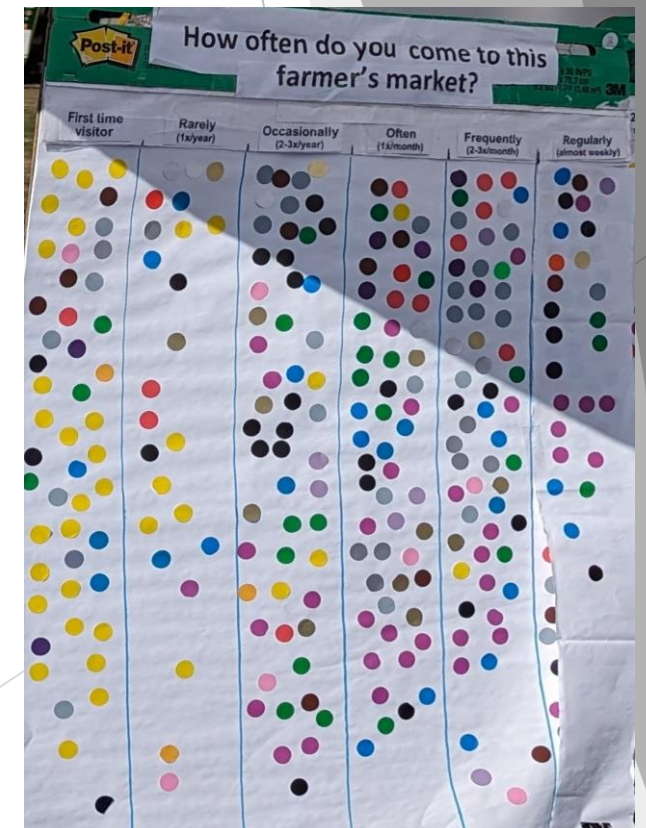 Post-it
How often do you come to this
farmer's market?
3M
First time
visitor
Rarely
(1x/year)
Occasionally
(2-3x/year)
Often
(1x/month)
Frequently
(2-3x/month)
Regularly
(almost weekly)